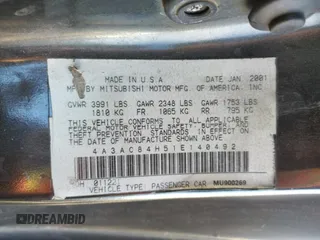 MADE IN U.S.A DATE JAN. 2001
MFD BY MITSUBISHI MOTOR MFG OF AMERICA, INC
GVWR 3991 LBS GAWR 2348 LBS GAWR 1753 LBS
1810 KG FR 1065 KG RR 795 KG
THIS VEHICLE CONFORMS TO ALL APPLICABLE
FEDERAL MOTOR VEHICLE SAFETY BUMPER AND
THEFT PREVENTION STANDARDS IN EFFECT ON
THE DATE OF MANUFACTURE SHOWN ABOVE
4A3AC84H51E140492
0112
VEHICLE TYPE: PASSENGER CAR MU900268
DREAMBID